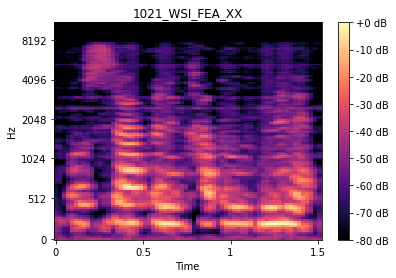 1021_WSI_FEA_XX
+0 dB
8192
-10 dB
4096
-20 dB
-30 dB
2048
Hz
-40 dB
1024
-50 dB
512
-60 dB
-70 dB
0
-80 dB
0
0.5
1
1.5
Time